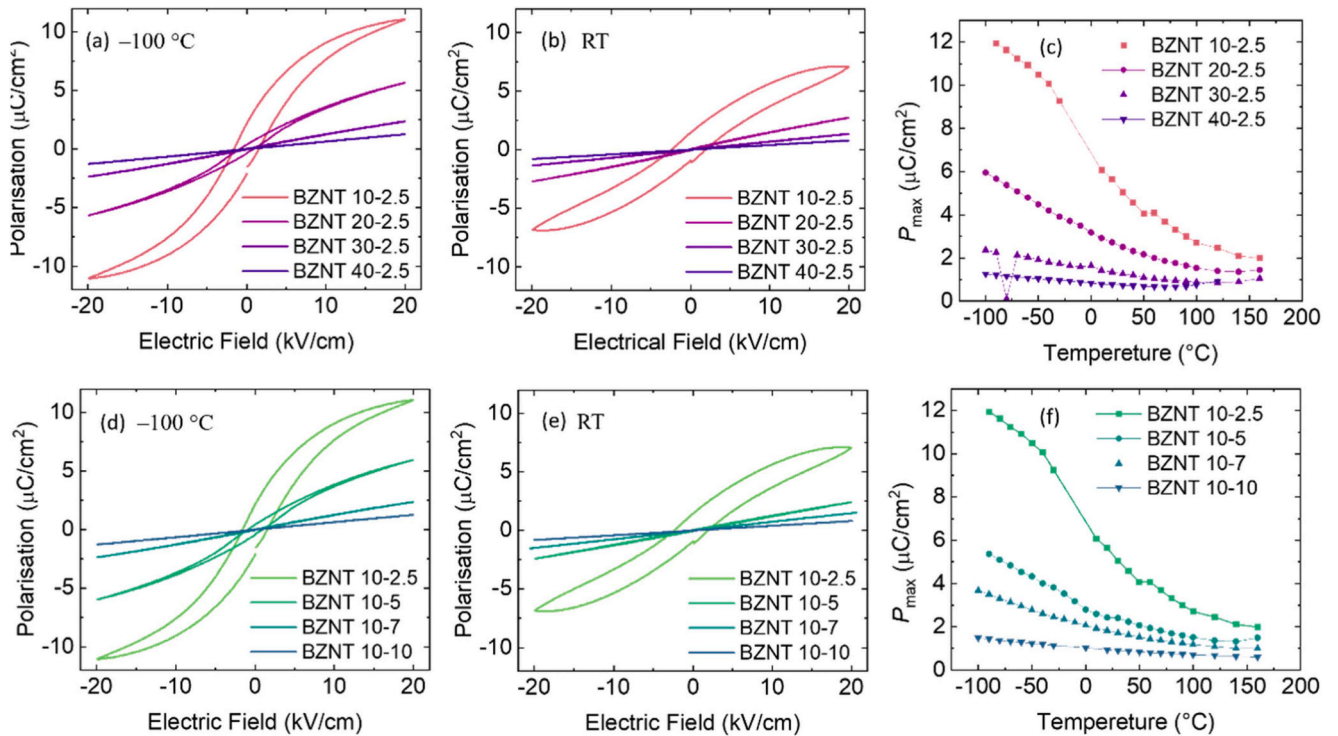 (a) –100 °C
10
5
0
-5
-10
Polarisation (μC/cm²)
BZNT 10-2.5
BZNT 20-2.5
BZNT 30-2.5
BZNT 40-2.5
-20 -10 0 10 20
Electric Field (kV/cm)
(b) RT
10
5
0
-5
-10
Polarisation (μC/cm²)
BZNT 10-2.5
BZNT 20-2.5
BZNT 30-2.5
BZNT 40-2.5
-20 -10 0 10 20
Electrical Field (kV/cm)
(c)
12
10
8
6
4
2
0
Pmax (μC/cm²)
BZNT 10-2.5
BZNT 20-2.5
BZNT 30-2.5
BZNT 40-2.5
-100 -50 0 50 100 150 200
Tempereture (°C)
(d) –100 °C
10
5
0
-5
-10
Polarisation (μC/cm²)
BZNT 10-2.5
BZNT 10-5
BZNT 10-7
BZNT 10-10
-20 -10 0 10 20
Electric Field (kV/cm)
(e) RT
10
5
0
-5
-10
Polarisation (μC/cm²)
BZNT 10-2.5
BZNT 10-5
BZNT 10-7
BZNT 10-10
-20 -10 0 10 20
Electric Field (kV/cm)
(f)
12
10
8
6
4
2
0
Pmax (μC/cm²)
BZNT 10-2.5
BZNT 10-5
BZNT 10-7
BZNT 10-10
-100 -50 0 50 100 150 200
Tempereture (°C)